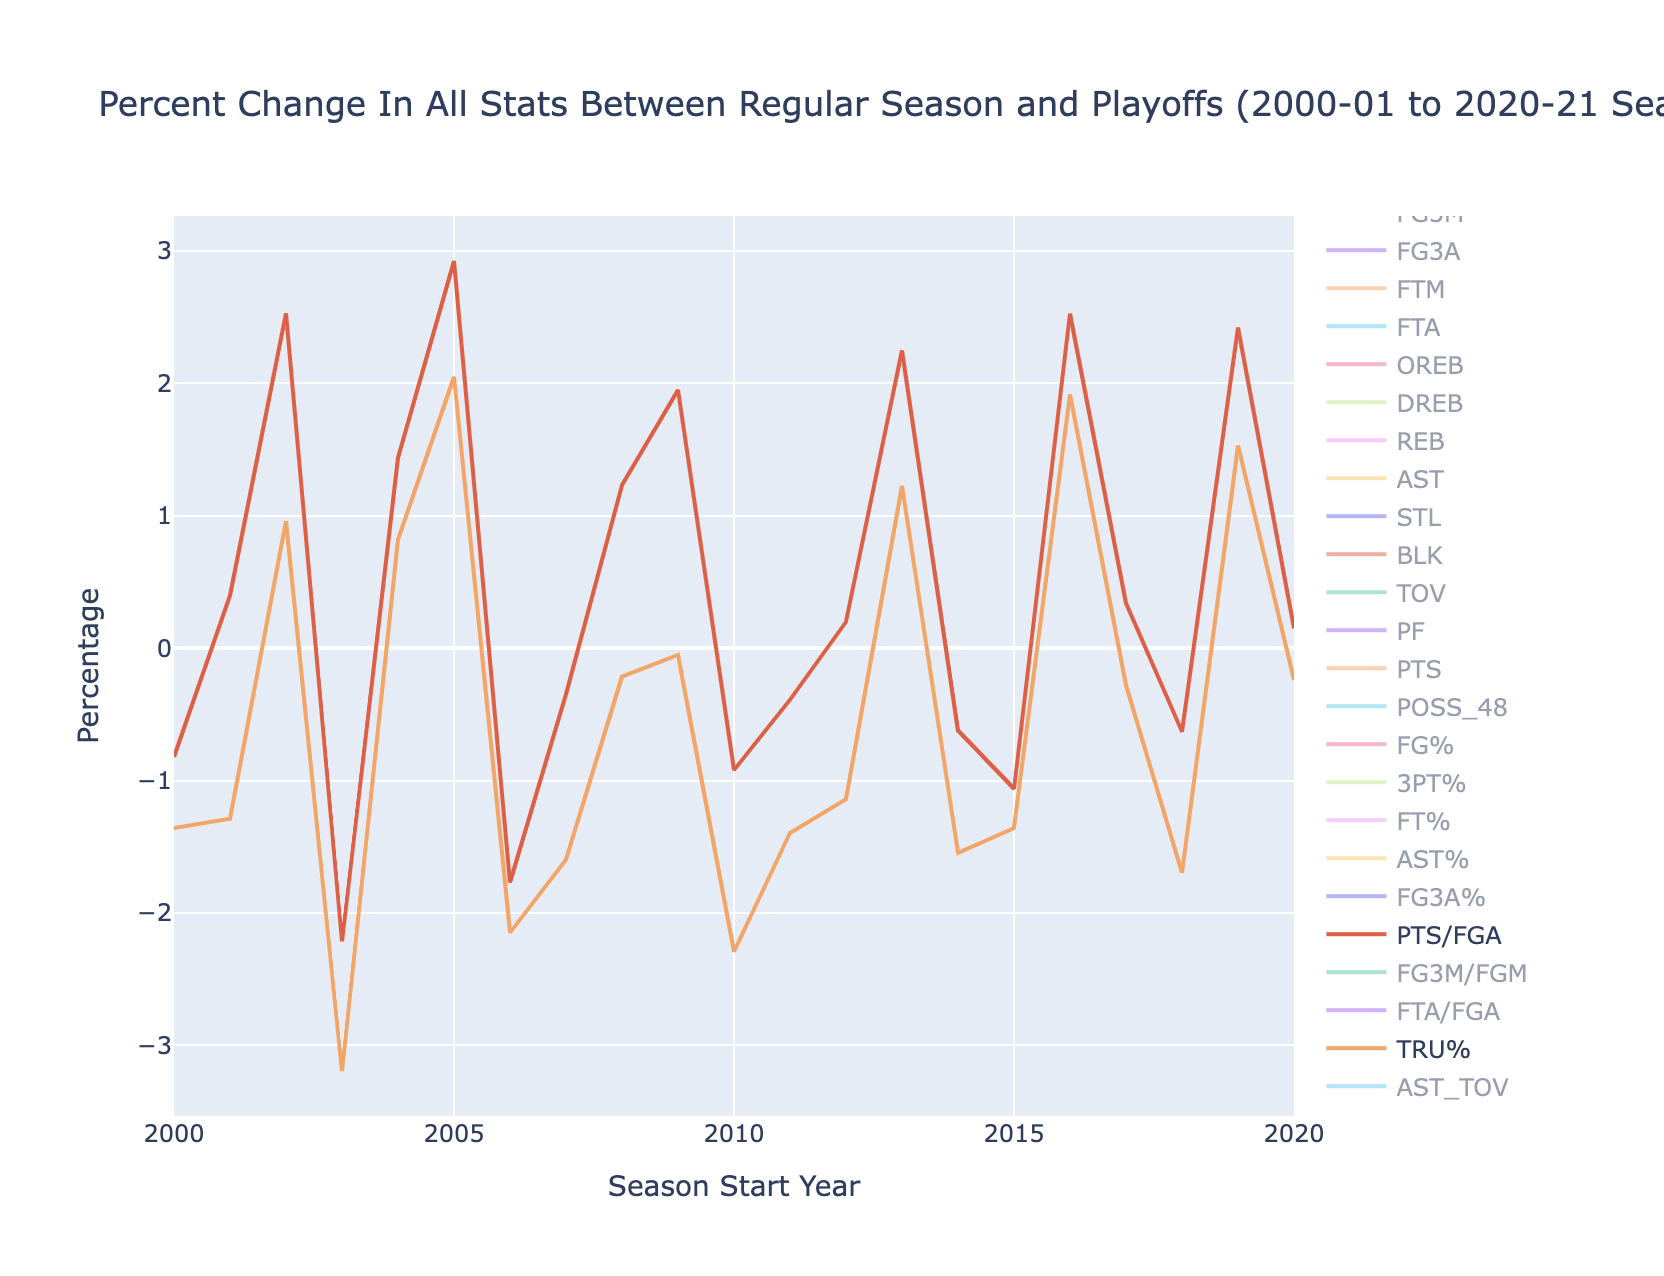 Percent Change In All Stats Between Regular Season and Playoffs (2000-01 to 2020-21 Sea
3
2
1
0
−1
−2
−3
Percentage
2000
2005
2010
2015
2020
Season Start Year
FG3M
FG3A
FTM
FTA
OREB
DREB
REB
AST
STL
BLK
TOV
PF
PTS
POSS_48
FG%
3PT%
FT%
AST%
FG3A%
PTS/FGA
FG3M/FGM
FTA/FGA
TRU%
AST_TOV